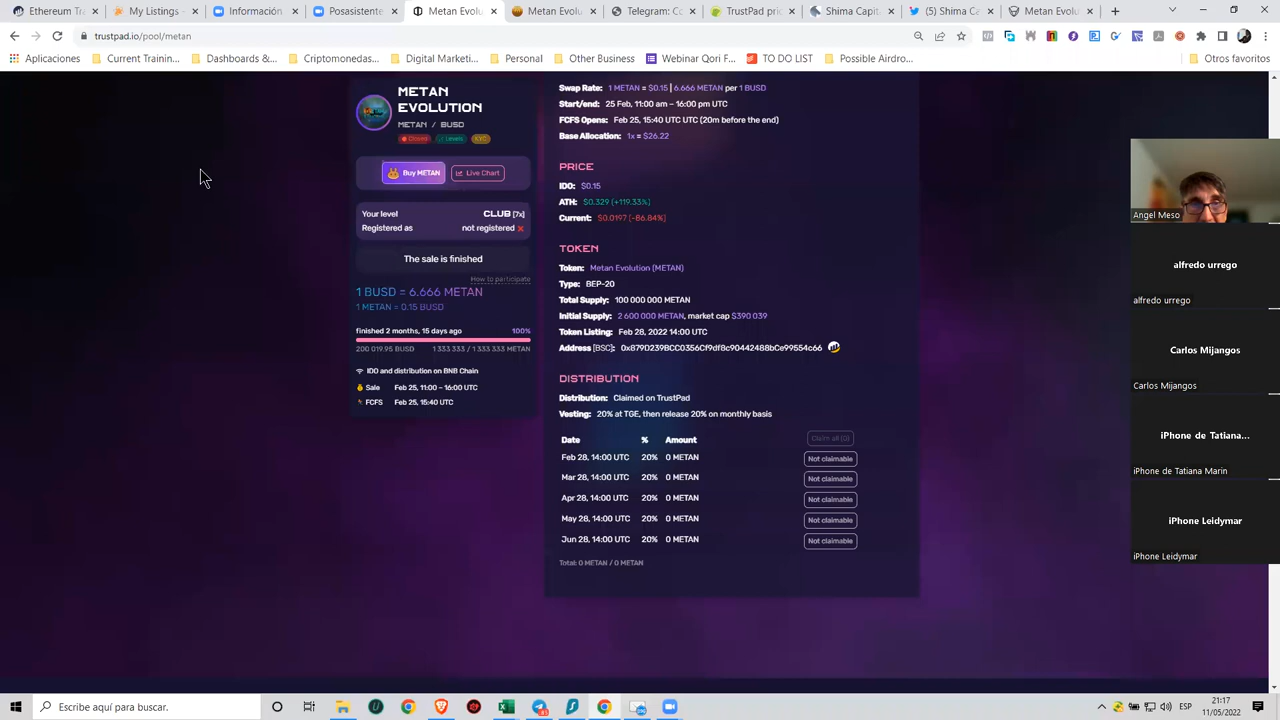 Ethereum Tra
My Listings -
Información
Posasistente
Metan Evolu
Metan Evolu
Telegram: Co
TrustPad pric
Shima Capita
(5) Shima Ca
Metan Evolu
trustpad.io/pool/metan
Aplicaciones
Current Trainin...
Dashboards &...
Criptomonedas...
Digital Marketi...
Personal
Other Business
Webinar Qori F...
TO DO LIST
Possible Airdro...
Otros favoritos
METAN
EVOLUTION
METAN / BUSD
Closed
Levels
KYC
Buy METAN
Live Chart
Your level
CLUB [7x]
Registered as
not registered
The sale is finished
How to participate
1 BUSD = 6.666 METAN
1 METAN = 0.15 BUSD
finished 2 months, 15 days ago
100%
200 019.95 BUSD
1 333 333 / 1 333 333 METAN
IDO and distribution on BNB Chain
Sale Feb 25, 11:00 – 16:00 UTC
FCFS Feb 25, 15:40 UTC
Swap Rate: 1 METAN = $0.15 | 6.666 METAN per 1 BUSD
Start/end: 25 Feb, 11:00 am – 16:00 pm UTC
FCFS Opens: Feb 25, 15:40 UTC UTC (20m before the end)
Base Allocation: 1x = $26.22
PRICE
IDO: $0.15
ATH: $0.329 (+119.33%)
Current: $0.0197 (-86.84%)
TOKEN
Token: Metan Evolution (METAN)
Type: BEP-20
Total Supply: 100 000 000 METAN
Initial Supply: 2 600 000 METAN, market cap $390 039
Token Listing: Feb 28, 2022 14:00 UTC
Address [BSC]: 0x879D239BCC0356Cf9df8c90442488bCe99554c66
DISTRIBUTION
Distribution: Claimed on TrustPad
Vesting: 20% at TGE, then release 20% on monthly basis
Date % Amount
Claim all (0)
Feb 28, 14:00 UTC 20% 0 METAN Not claimable
Mar 28, 14:00 UTC 20% 0 METAN Not claimable
Apr 28, 14:00 UTC 20% 0 METAN Not claimable
May 28, 14:00 UTC 20% 0 METAN Not claimable
Jun 28, 14:00 UTC 20% 0 METAN Not claimable
Total: 0 METAN / 0 METAN
Angel Meso
alfredo urrego
alfredo urrego
Carlos Mijangos
Carlos Mijangos
iPhone de Tatiana...
iPhone de Tatiana Marin
iPhone Leidymar
iPhone Leidymar
Escribe aquí para buscar.
ESP
21:17
11/05/2022